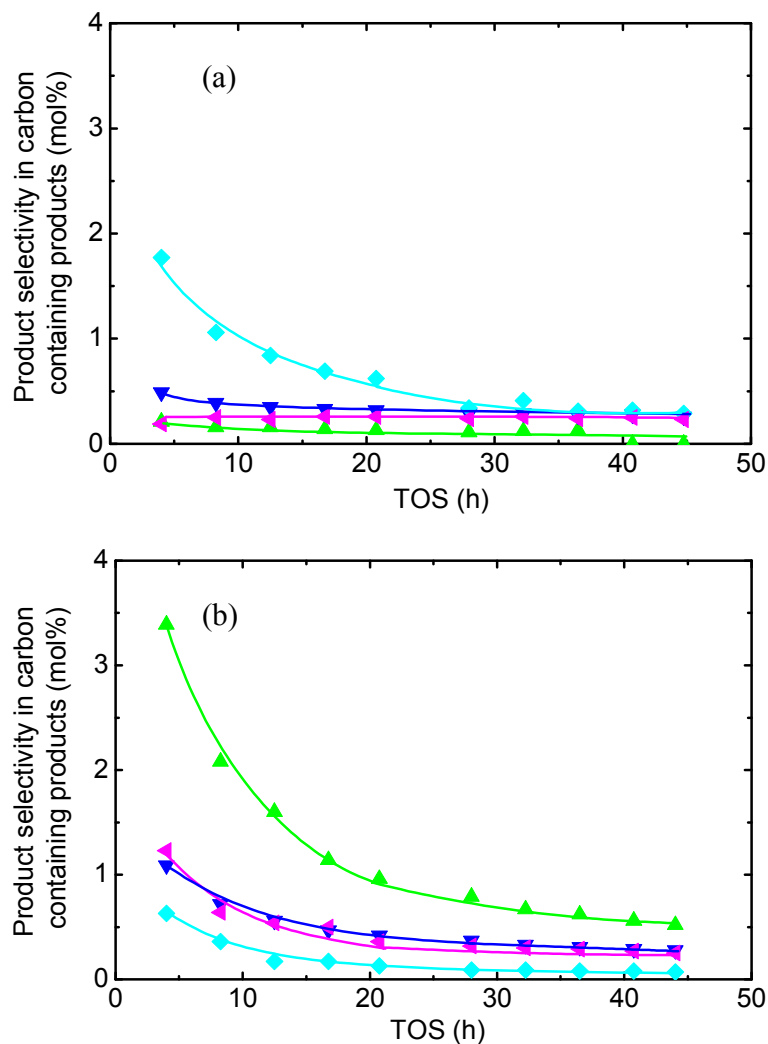 4
3
2
1
0
(a)
Product selectivity in carbon
containing products (mol%)
0 10 20 30 40 50
TOS (h)
4
3
2
1
0
(b)
Product selectivity in carbon
containing products (mol%)
0 10 20 30 40 50
TOS (h)